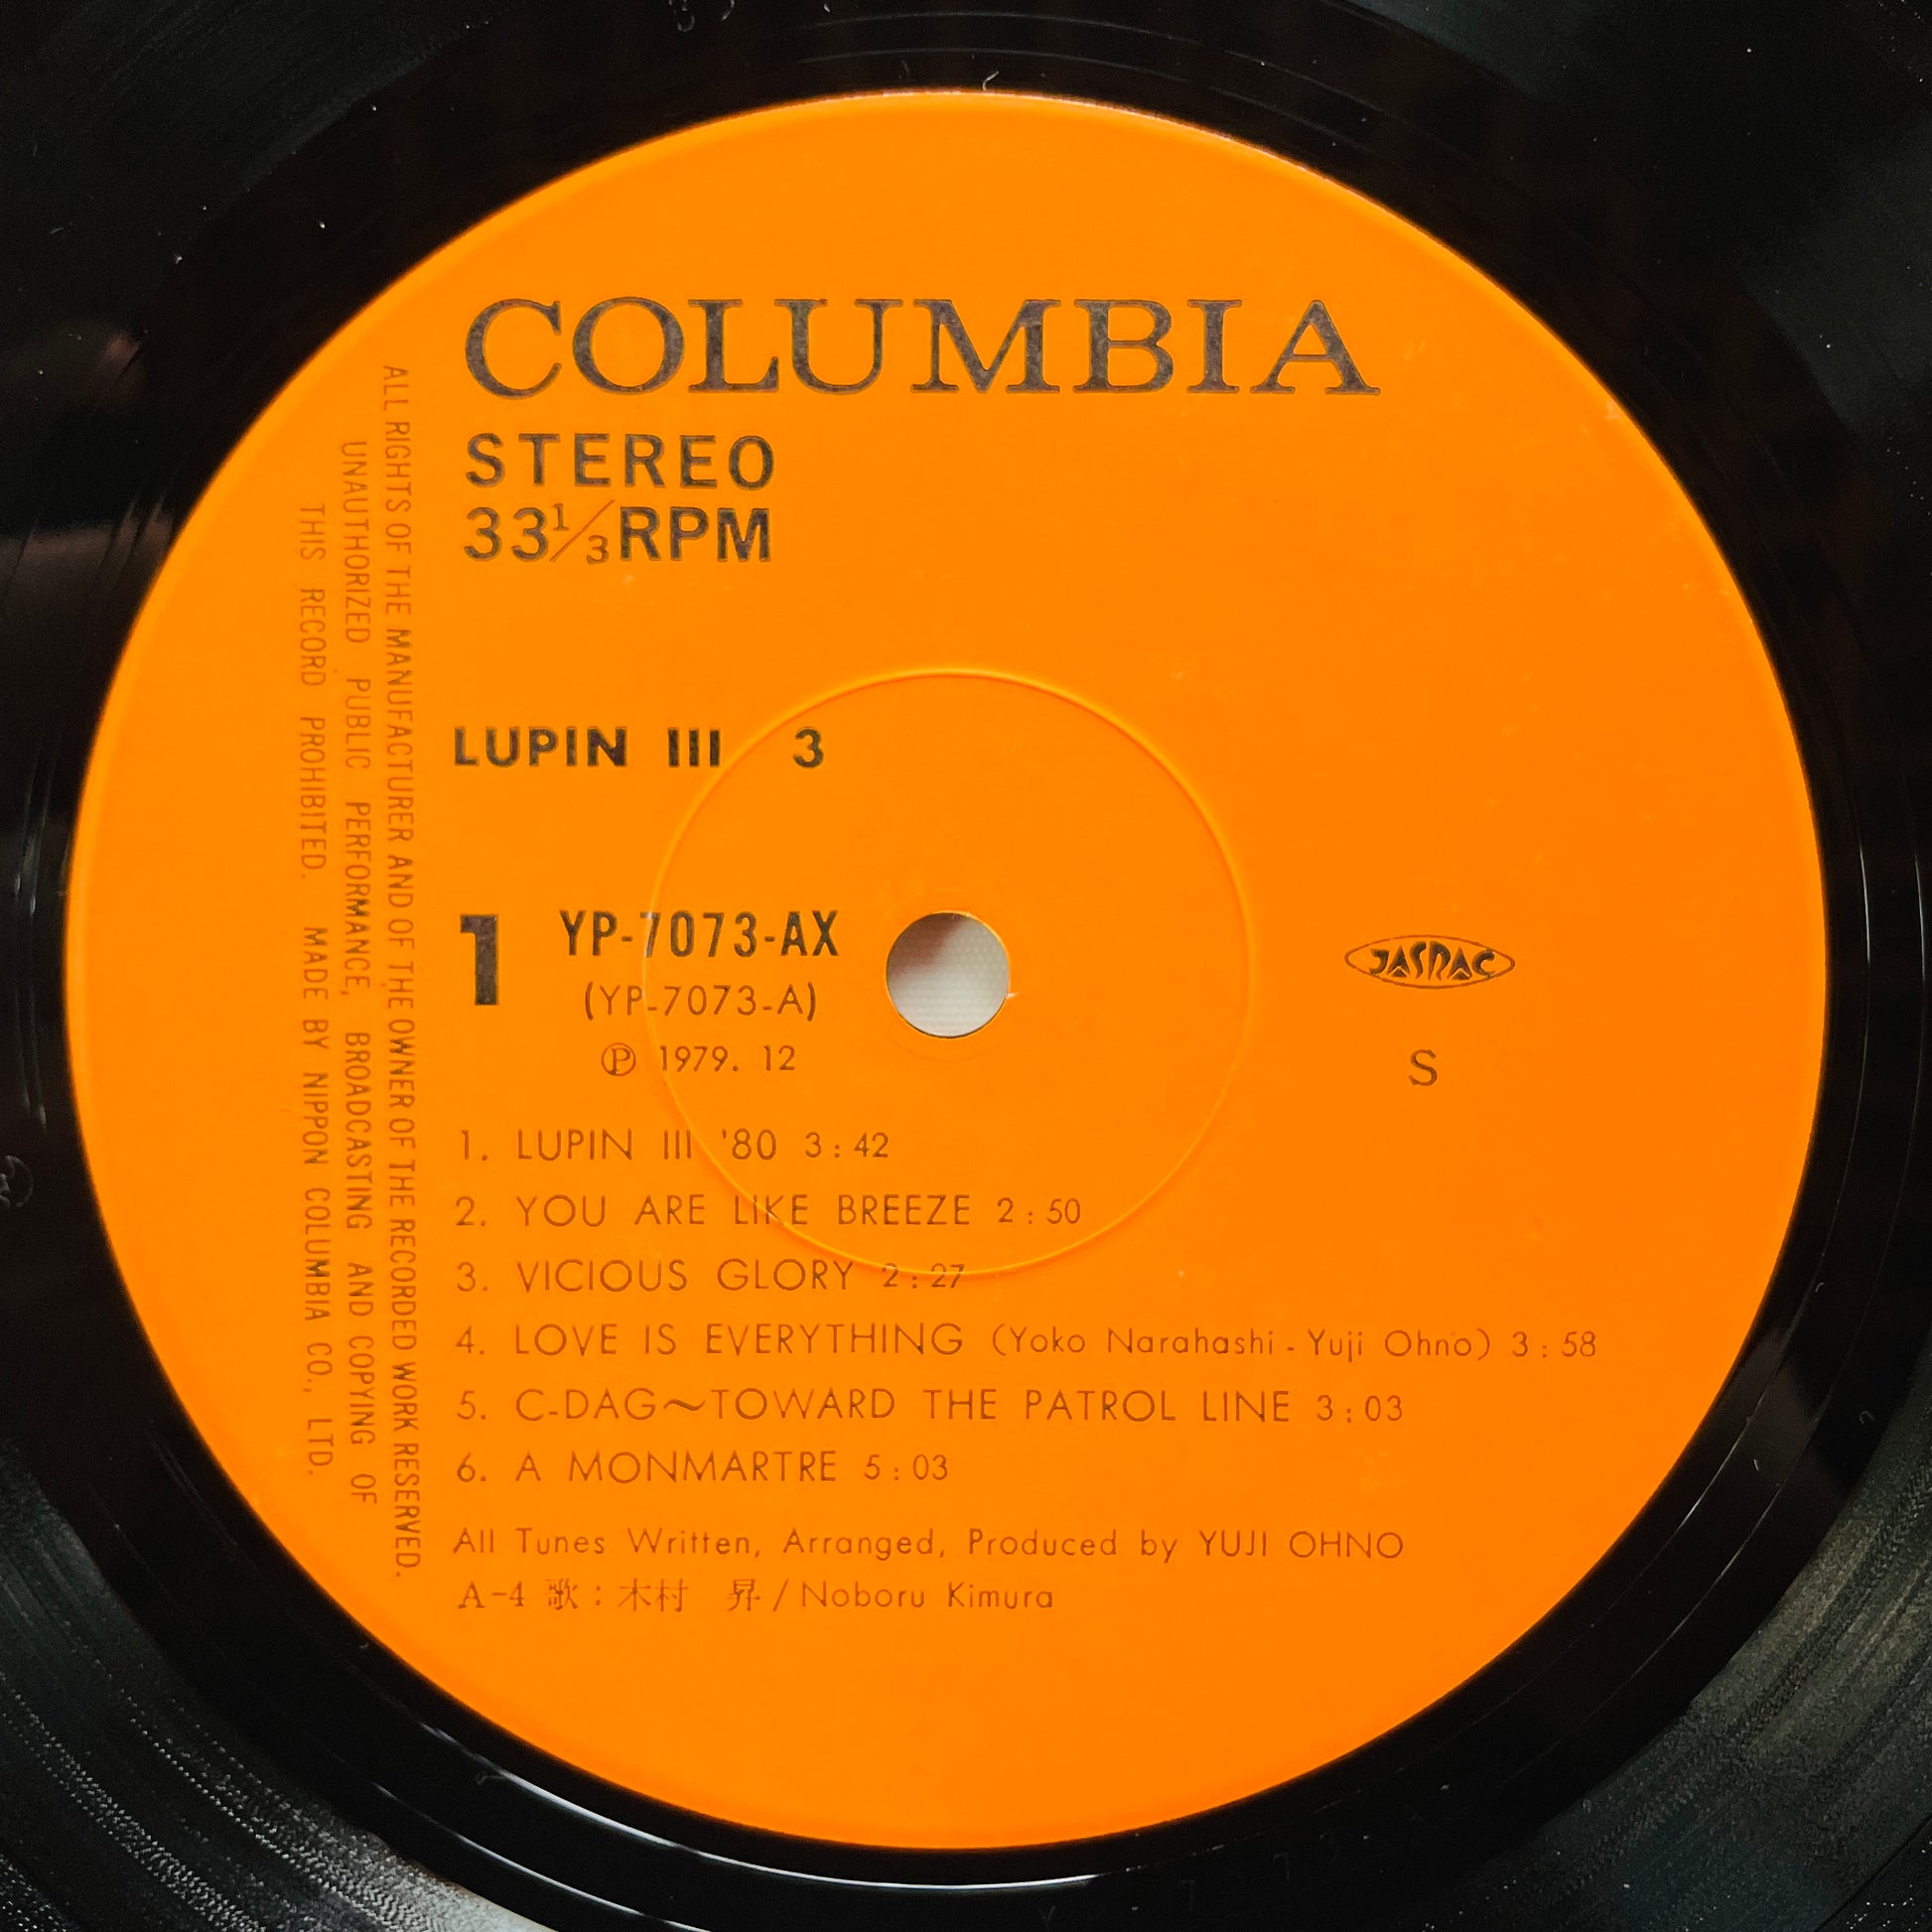 COLUMBIA
STEREO
33 1/3 RPM
LUPIN III 3
1 YP-7073-AX
(YP-7073-A)
Ⓟ 1979. 12
JASRAC
S
1. LUPIN III '80 3:42
2. YOU ARE LIKE BREEZE 2:50
3. VICIOUS GLORY 2:27
4. LOVE IS EVERYTHING (Yoko Narahashi - Yuji Ohno) 3:58
5. C-DAG～TOWARD THE PATROL LINE 3:03
6. A MONMARTRE 5:03
All Tunes Written, Arranged, Produced by YUJI OHNO
A-4 歌：木村 昇/Noboru Kimura
ALL RIGHTS OF THE MANUFACTURER AND OF THE OWNER OF THE RECORDED WORK RESERVED.
UNAUTHORIZED PUBLIC PERFORMANCE, BROADCASTING AND COPYING OF
THIS RECORD PROHIBITED. MADE BY NIPPON COLUMBIA CO., LTD.